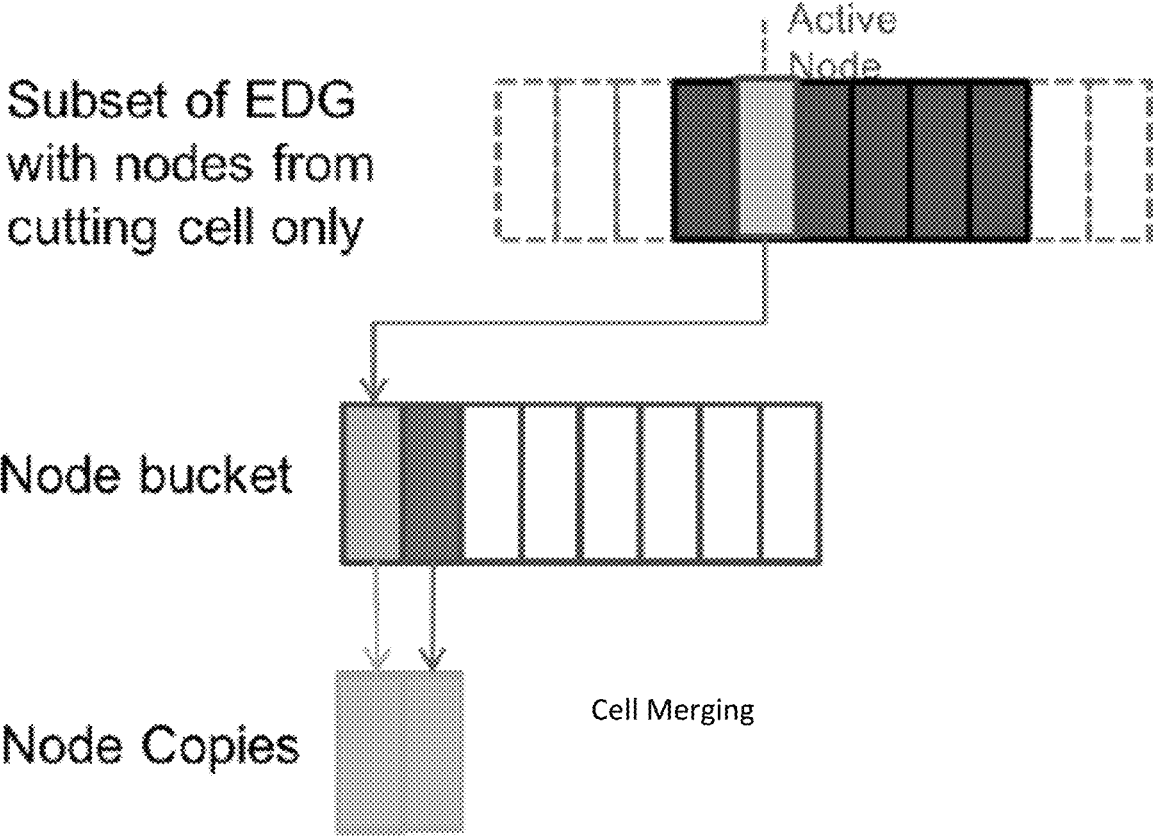 Active
Node
Subset of EDG
with nodes from
cutting cell only
Node bucket
Node Copies
Cell Merging